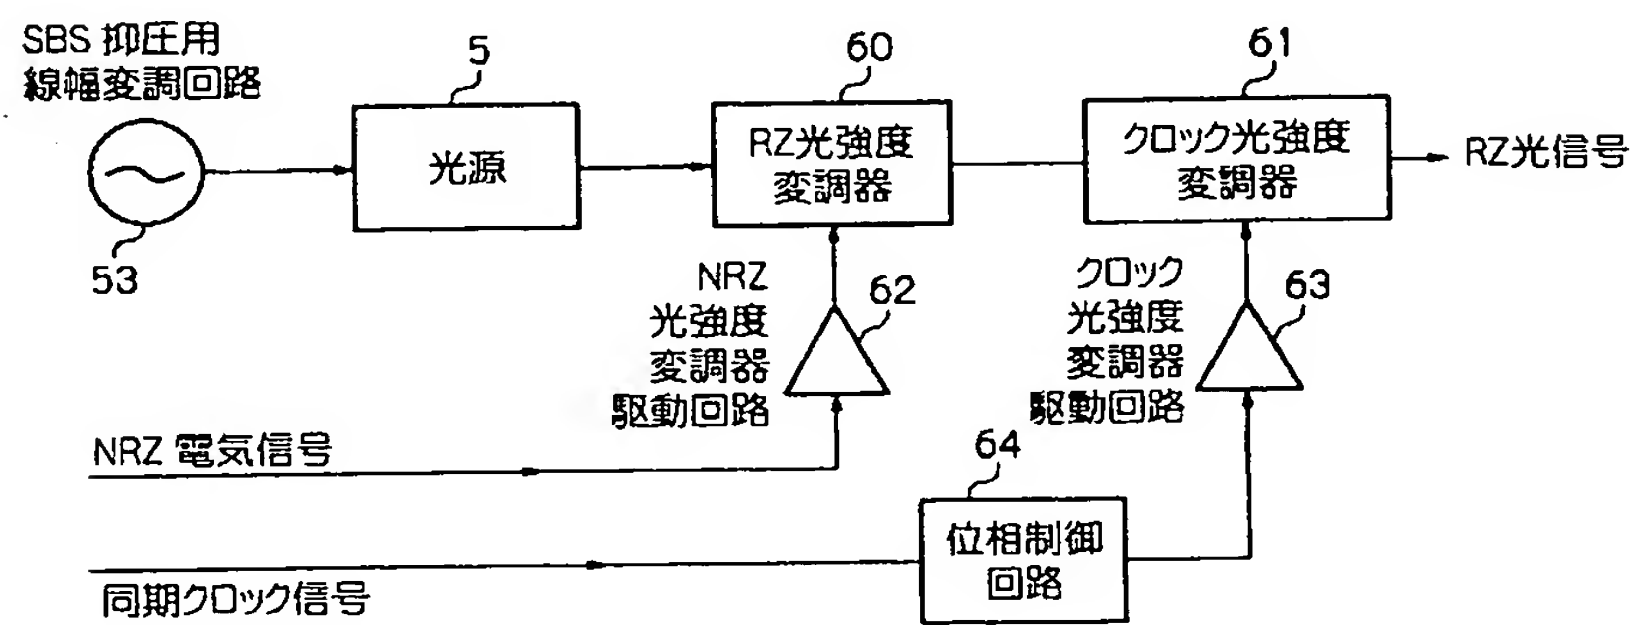 SBS 抑圧用
線幅変調回路
53
5
光源
60
RZ光強度
変調器
61
クロック光強度
変調器
RZ光信号
NRZ
光強度
変調器
駆動回路
62
クロック
光強度
変調器
駆動回路
63
NRZ 電気信号
64
位相制御
回路
同期クロック信号